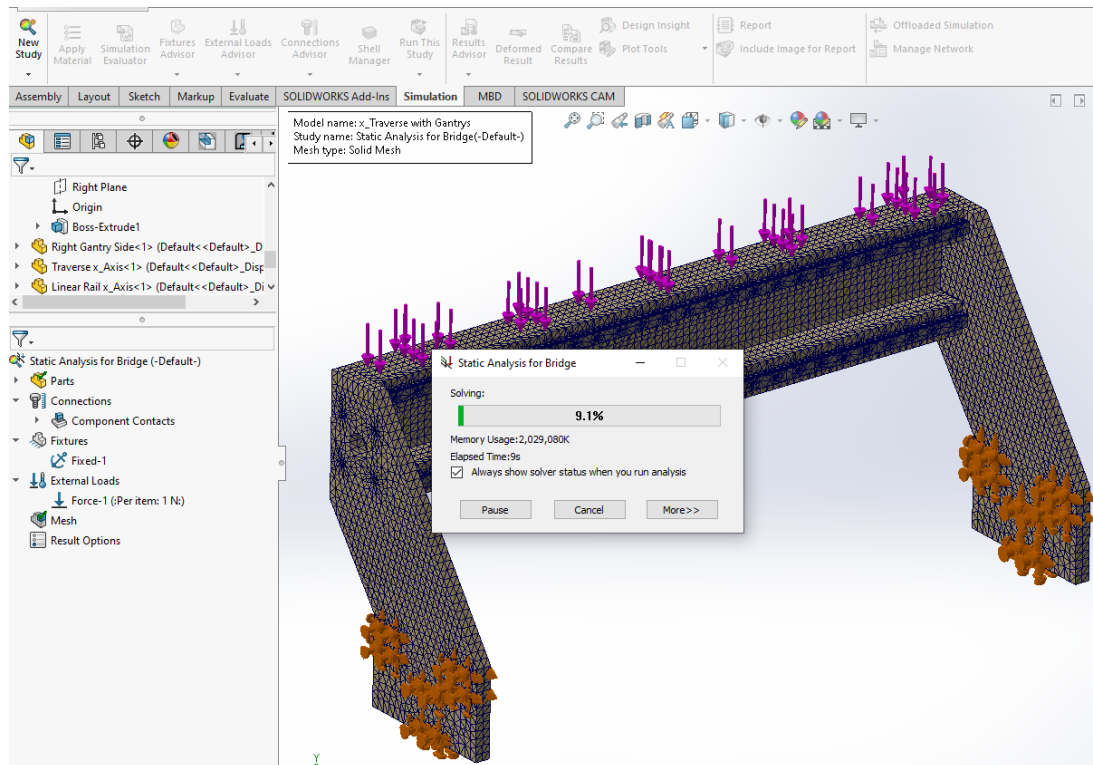 New Study
Apply Material
Simulation Evaluator
Fixtures Advisor
External Loads Advisor
Connections Advisor
Shell Manager
Run This Study
Results Advisor
Deformed Result
Compare Results
Design Insight
Plot Tools
Report
Include Image for Report
Offloaded Simulation
Manage Network
Assembly Layout Sketch Markup Evaluate SOLIDWORKS Add-Ins Simulation MBD SOLIDWORKS CAM
Model name: x_Traverse with Gantrys
Study name: Static Analysis for Bridge(-Default-)
Mesh type: Solid Mesh
Right Plane
Origin
Boss-Extrude1
Right Gantry Side<1> (Default<<Default>_D
Traverse x_Axis<1> (Default<<Default>_Disp
Linear Rail x_Axis<1> (Default<<Default>_Di
Static Analysis for Bridge (-Default-)
Parts
Connections
Component Contacts
Fixtures
Fixed-1
External Loads
Force-1 (:Per item: 1 N:)
Mesh
Result Options
Static Analysis for Bridge
Solving:
9.1%
Memory Usage:2,029,080K
Elapsed Time:9s
Always show solver status when you run analysis
Pause Cancel More>>
Y